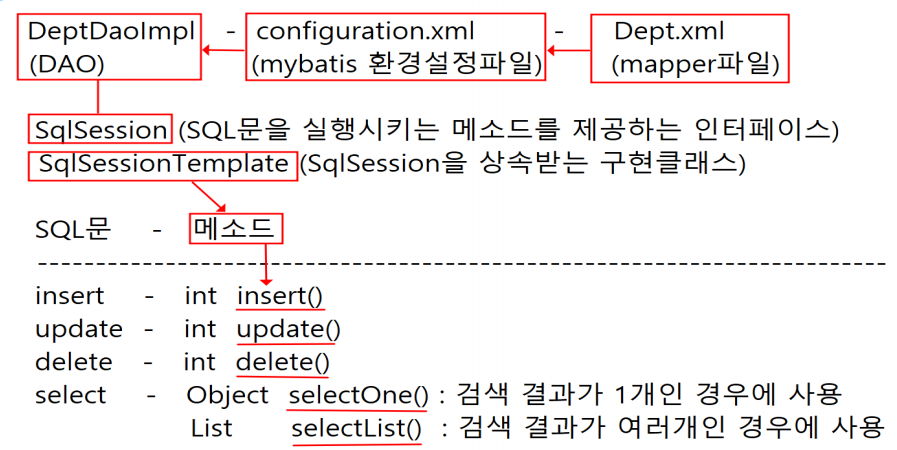 DeptDaoImpl - configuration.xml - Dept.xml
(DAO) (mybatis 환경설정파일) (mapper파일)
SqlSession (SQL문을 실행시키는 메소드를 제공하는 인터페이스)
SqlSessionTemplate (SqlSession을 상속받는 구현클래스)
SQL문 - 메소드
--------------------------------------------------------------------------
insert - int insert()
update - int update()
delete - int delete()
select - Object selectOne() : 검색 결과가 1개인 경우에 사용
List selectList() : 검색 결과가 여러개인 경우에 사용